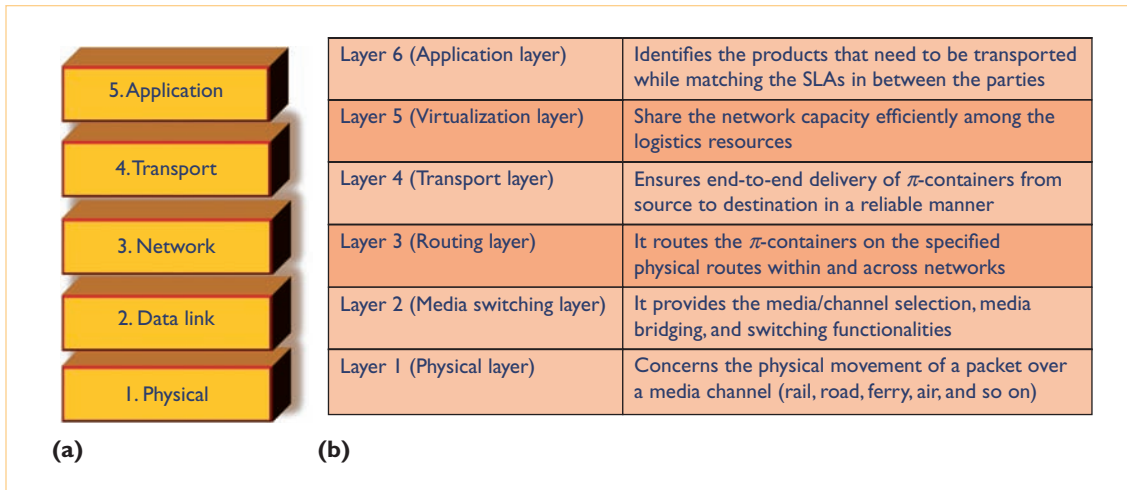 5. Application
4. Transport
3. Network
2. Data link
1. Physical
(a)
Layer 6 (Application layer)
Identifies the products that need to be transported
while matching the SLAs in between the parties
Layer 5 (Virtualization layer)
Share the network capacity efficiently among the
logistics resources
Layer 4 (Transport layer)
Ensures end-to-end delivery of π-containers from
source to destination in a reliable manner
Layer 3 (Routing layer)
It routes the π-containers on the specified
physical routes within and across networks
Layer 2 (Media switching layer)
It provides the media/channel selection, media
bridging, and switching functionalities
Layer 1 (Physical layer)
Concerns the physical movement of a packet over
a media channel (rail, road, ferry, air, and so on)
(b)